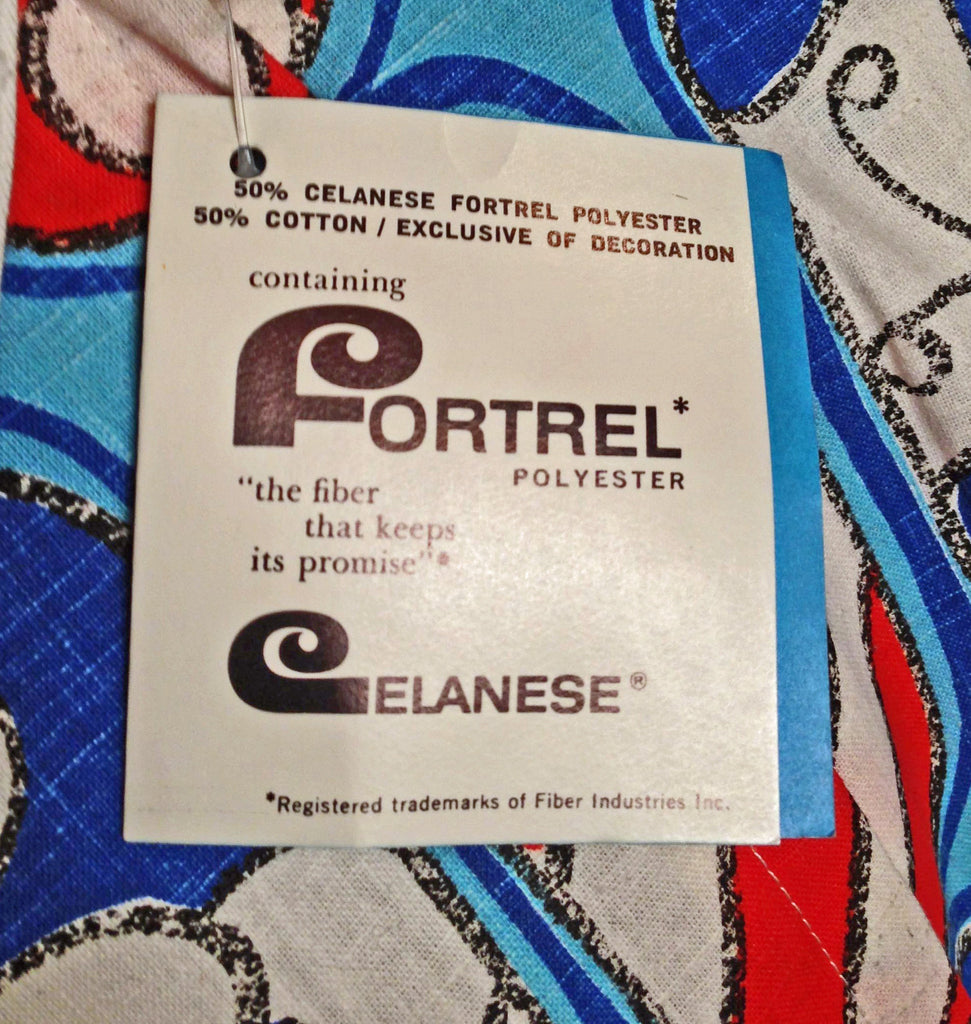 50% CELANESE FORTREL POLYESTER
50% COTTON / EXCLUSIVE OF DECORATION
containing
FORTREL*
POLYESTER
"the fiber
that keeps
its promise"*
CELANESE®
*Registered trademarks of Fiber Industries Inc.